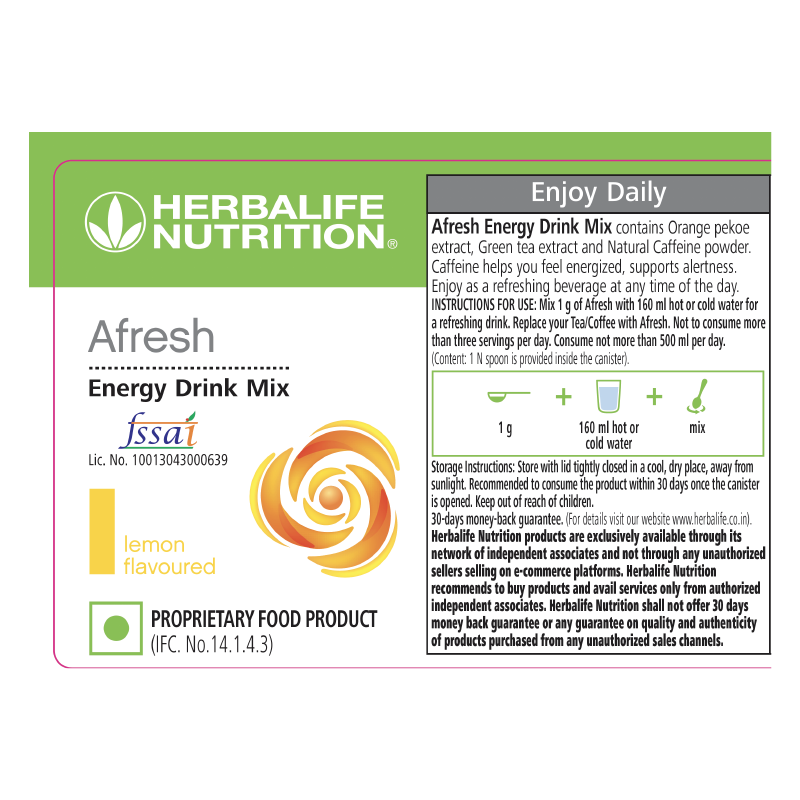 HERBALIFE
NUTRITION®
Afresh
Energy Drink Mix
fssai
Lic. No. 10013043000639
lemon
flavoured
PROPRIETARY FOOD PRODUCT
(IFC. No.14.1.4.3)
Enjoy Daily
Afresh Energy Drink Mix contains Orange pekoe
extract, Green tea extract and Natural Caffeine powder.
Caffeine helps you feel energized, supports alertness.
Enjoy as a refreshing beverage at any time of the day.
INSTRUCTIONS FOR USE: Mix 1 g of Afresh with 160 ml hot or cold water for
a refreshing drink. Replace your Tea/Coffee with Afresh. Not to consume more
than three servings per day. Consume not more than 500 ml per day.
(Content: 1 N spoon is provided inside the canister).
+ +
1 g 160 ml hot or mix
cold water
Storage Instructions: Store with lid tightly closed in a cool, dry place, away from
sunlight. Recommended to consume the product within 30 days once the canister
is opened. Keep out of reach of children.
30-days money-back guarantee. (For details visit our website www.herbalife.co.in).
Herbalife Nutrition products are exclusively available through its
network of independent associates and not through any unauthorized
sellers selling on e-commerce platforms. Herbalife Nutrition
recommends to buy products and avail services only from authorized
independent associates. Herbalife Nutrition shall not offer 30 days
money back guarantee or any guarantee on quality and authenticity
of products purchased from any unauthorized sales channels.